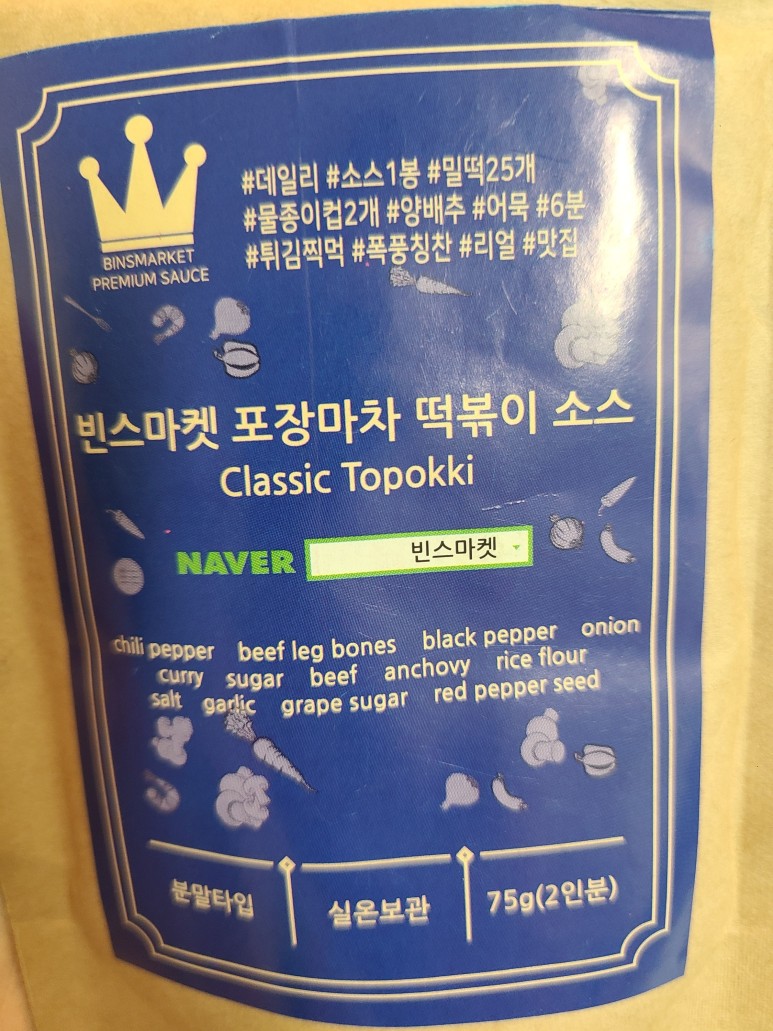 #데일리 #소스1봉 #밀떡25개
#물종이컵2개 #양배추 #어묵 #6분
#튀김찍먹 #폭풍칭찬 #리얼 #맛집
BINSMARKET
PREMIUM SAUCE
빈스마켓 포장마차 떡볶이 소스
Classic Topokki
NAVER 빈스마켓
chili pepper beef leg bones black pepper onion
curry sugar beef anchovy rice flour
salt garlic grape sugar red pepper seed
분말타입 실온보관 75g(2인분)